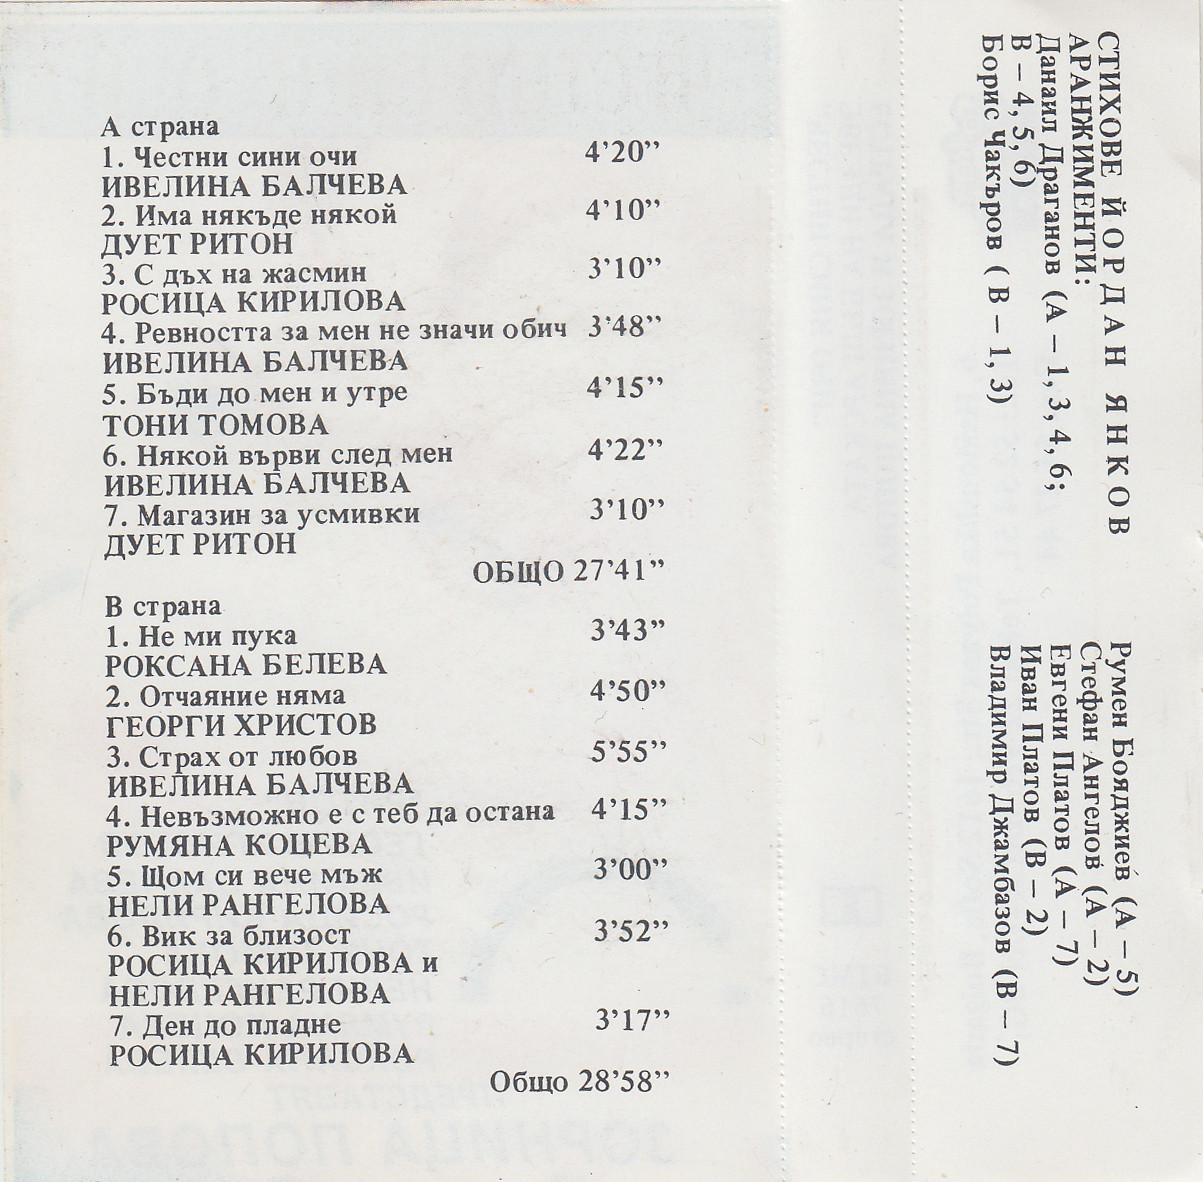 А страна
1. Честни сини очи 4’20”
ИВЕЛИНА БАЛЧЕВА
2. Има някъде някой 4’10”
ДУЕТ РИТОН
3. С дъх на жасмин 3’10”
РОСИЦА КИРИЛОВА
4. Ревността за мен не значи обич 3’48”
ИВЕЛИНА БАЛЧЕВА
5. Бъди до мен и утре 4’15”
ТОНИ ТОМОВА
6. Някой върви след мен 4’22”
ИВЕЛИНА БАЛЧЕВА
7. Магазин за усмивки 3’10”
ДУЕТ РИТОН
ОБЩО 27’41”
В страна
1. Не ми пука 3’43”
РОКСАНА БЕЛЕВА
2. Отчаяние няма 4’50”
ГЕОРГИ ХРИСТОВ
3. Страх от любов 5’55”
ИВЕЛИНА БАЛЧЕВА
4. Невъзможно е с теб да остана 4’15”
РУМЯНА КОЦЕВА
5. Щом си вече мъж 3’00”
НЕЛИ РАНГЕЛОВА
6. Вик за близост 3’52”
РОСИЦА КИРИЛОВА и
НЕЛИ РАНГЕЛОВА
7. Ден до пладне 3’17”
РОСИЦА КИРИЛОВА
Общо 28’58”
СТИХОВЕ ЙОРДАН ЯНКОВ
АРАНЖИМЕНТИ:
Данаил Драганов (А – 1, 3, 4, 6;
В – 4, 5, 6)
Борис Чакъров ( В – 1, 3)
Румен Бояджиев (А – 5)
Стефан Ангелов (А – 2)
Евгени Платов (А – 7)
Иван Платов (В – 2)
Владимир Джамбазов (В – 7)
ПРЕДСТАВЯТ
ЗОРНИЦА ПОПОВА